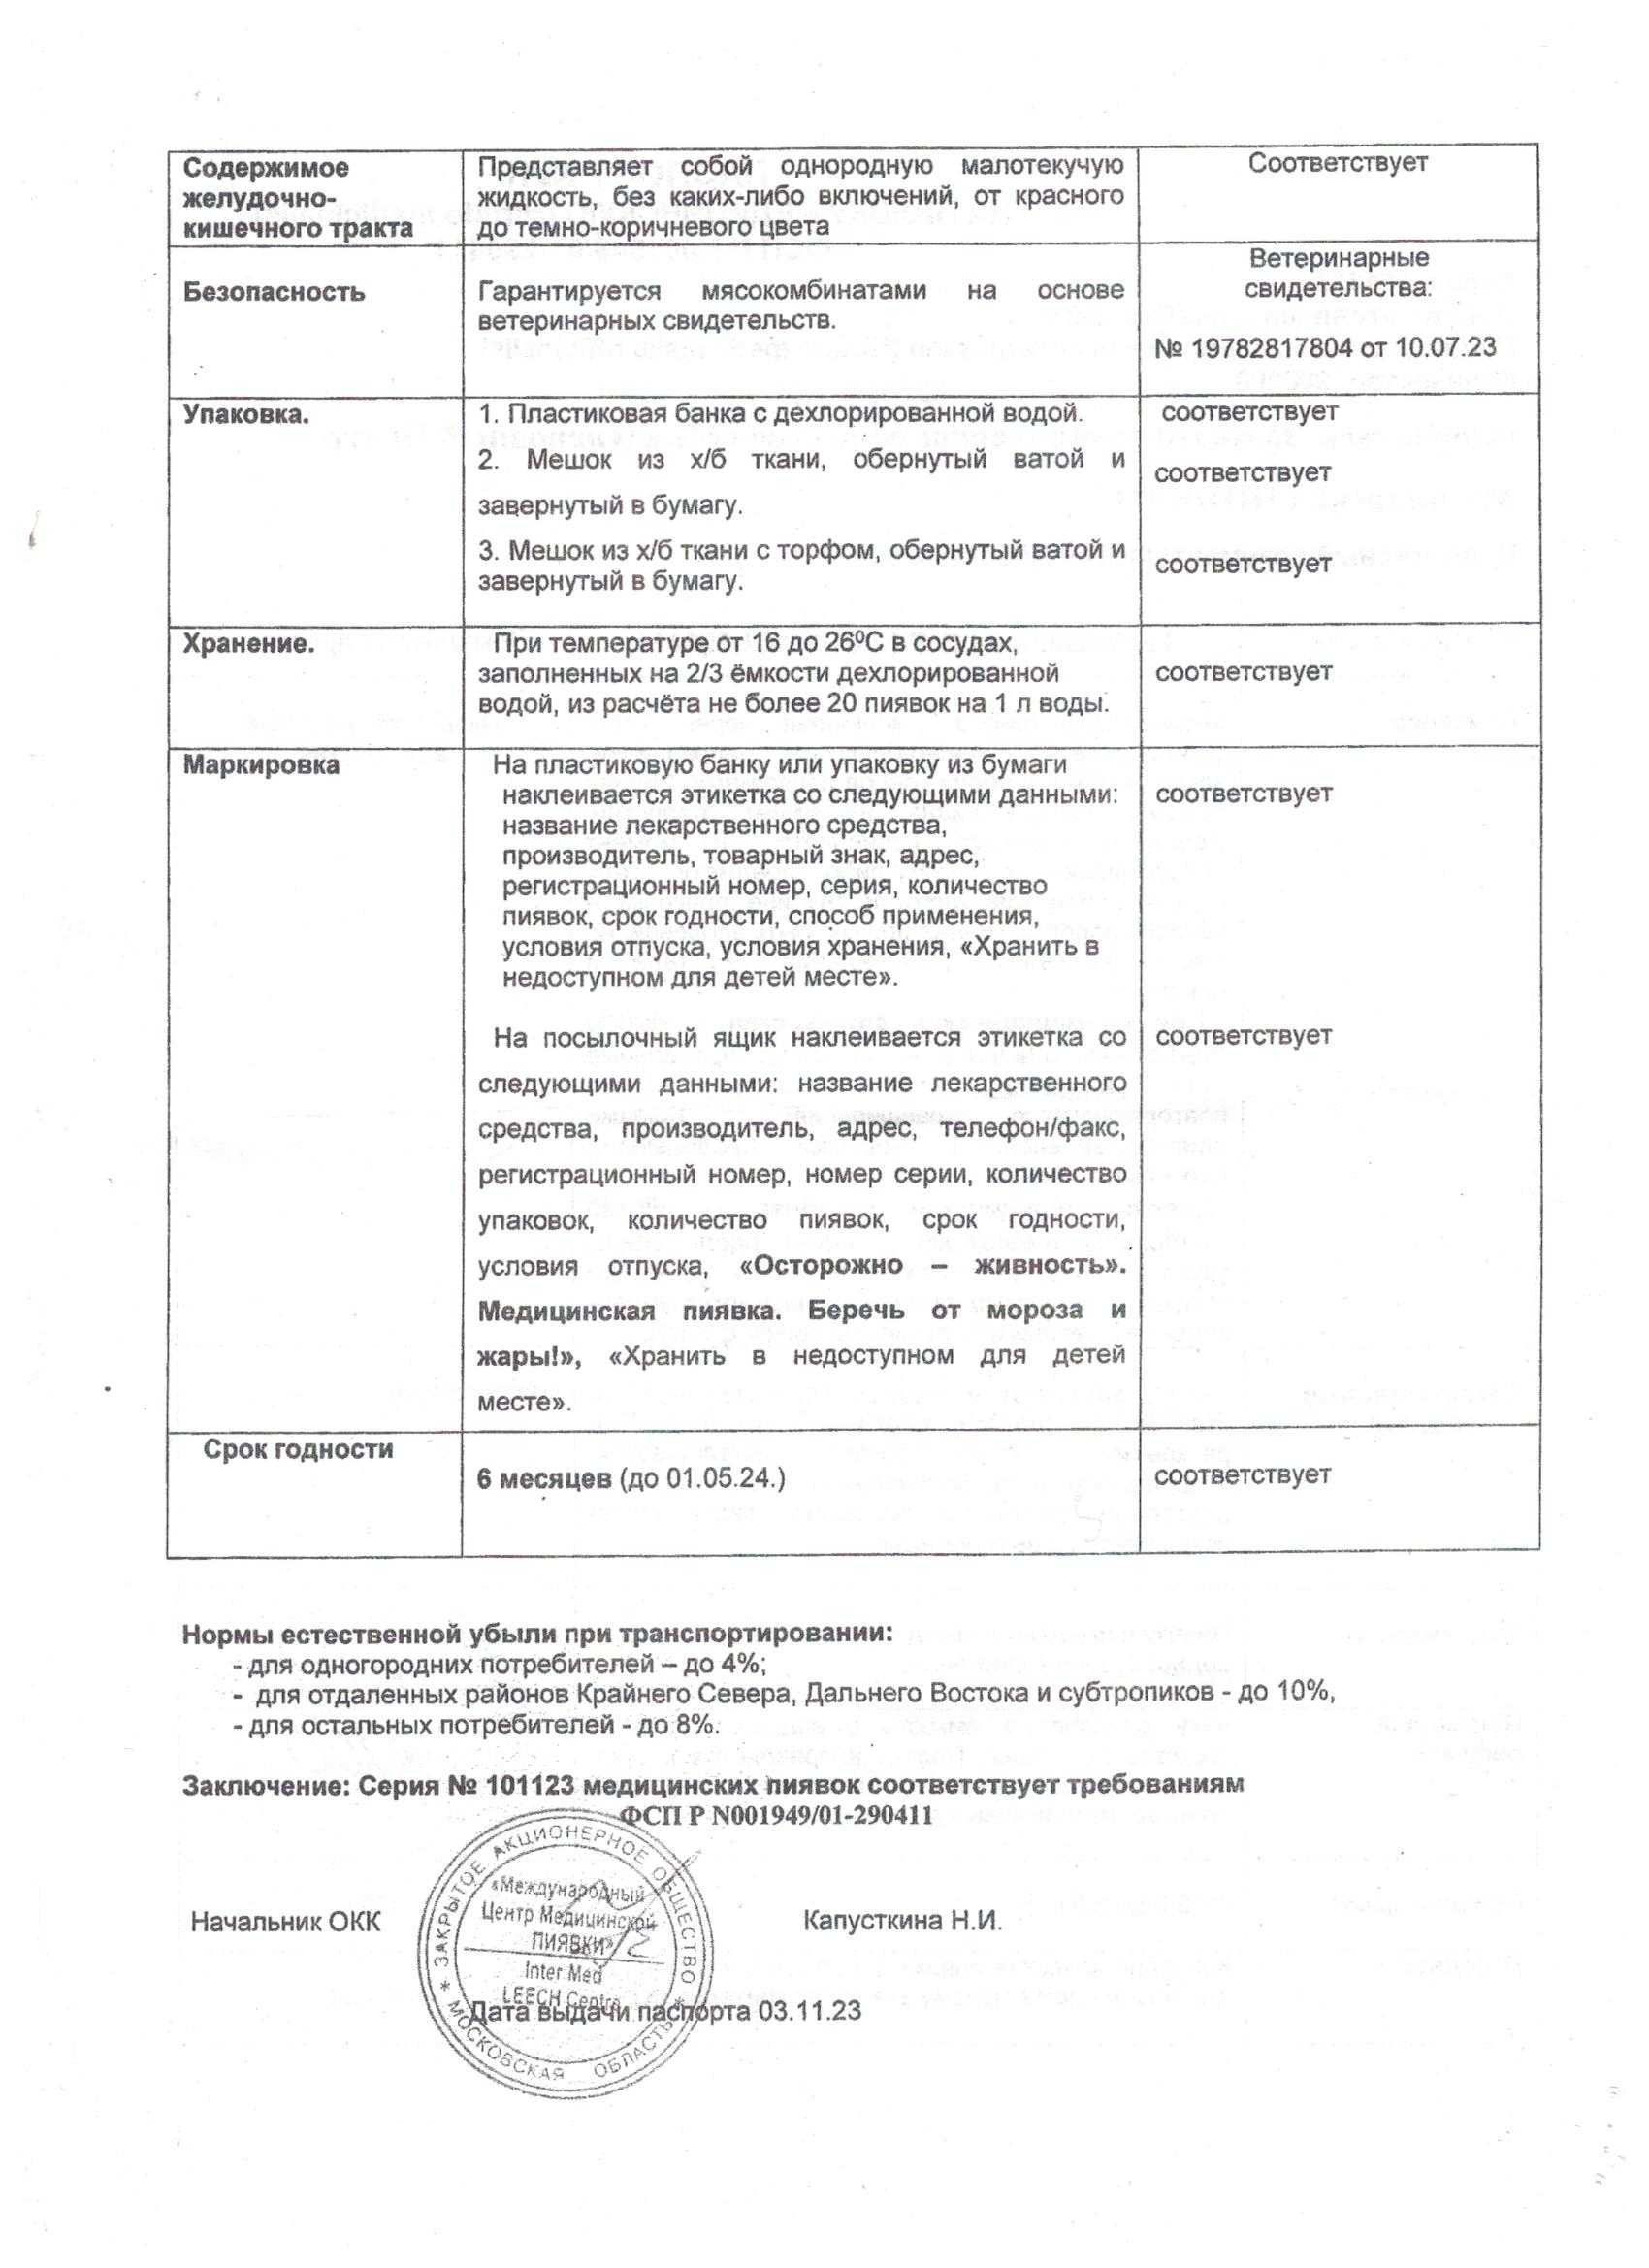 Содержимое
желудочно-
кишечного тракта
Представляет собой однородную малотекучую
жидкость, без каких-либо включений, от красного
до темно-коричневого цвета
Соответствует
Безопасность
Гарантируется мясокомбинатами на основе
ветеринарных свидетельств.
Ветеринарные
свидетельства:
№ 19782817804 от 10.07.23
Упаковка.
1. Пластиковая банка с дехлорированной водой.
2. Мешок из х/б ткани, обернутый ватой и
завернутый в бумагу.
3. Мешок из х/б ткани с торфом, обернутый ватой и
завернутый в бумагу.
соответствует
соответствует
соответствует
Хранение.
При температуре от 16 до 26⁰С в сосудах,
заполненных на 2/3 ёмкости дехлорированной
водой, из расчёта не более 20 пиявок на 1 л воды.
соответствует
Маркировка
На пластиковую банку или упаковку из бумаги
наклеивается этикетка со следующими данными:
название лекарственного средства,
производитель, товарный знак, адрес,
регистрационный номер, серия, количество
пиявок, срок годности, способ применения,
условия отпуска, условия хранения, «Хранить в
недоступном для детей месте».
соответствует
На посылочный ящик наклеивается этикетка со
следующими данными: название лекарственного
средства, производитель, адрес, телефон/факс,
регистрационный номер, номер серии, количество
упаковок, количество пиявок, срок годности,
условия отпуска, «Осторожно – живность».
Медицинская пиявка. Беречь от мороза и
жары!», «Хранить в недоступном для детей
месте».
соответствует
Срок годности
6 месяцев (до 01.05.24.)
соответствует
Нормы естественной убыли при транспортировании:
- для одногородних потребителей – до 4%;
- для отдаленных районов Крайнего Севера, Дальнего Востока и субтропиков - до 10%,
- для остальных потребителей - до 8%.
Заключение: Серия № 101123 медицинских пиявок соответствует требованиям
ФСП Р N001949/01-290411
Начальник ОКК
Капусткина Н.И.
ЗАКРЫТОЕ АКЦИОНЕРНОЕ ОБЩЕСТВО
* МОСКОВСКАЯ ОБЛАСТЬ *
«Международный
Центр Медицинской
ПИЯВКИ»
Inter Med
LEECH Centre
Дата выдачи паспорта 03.11.23